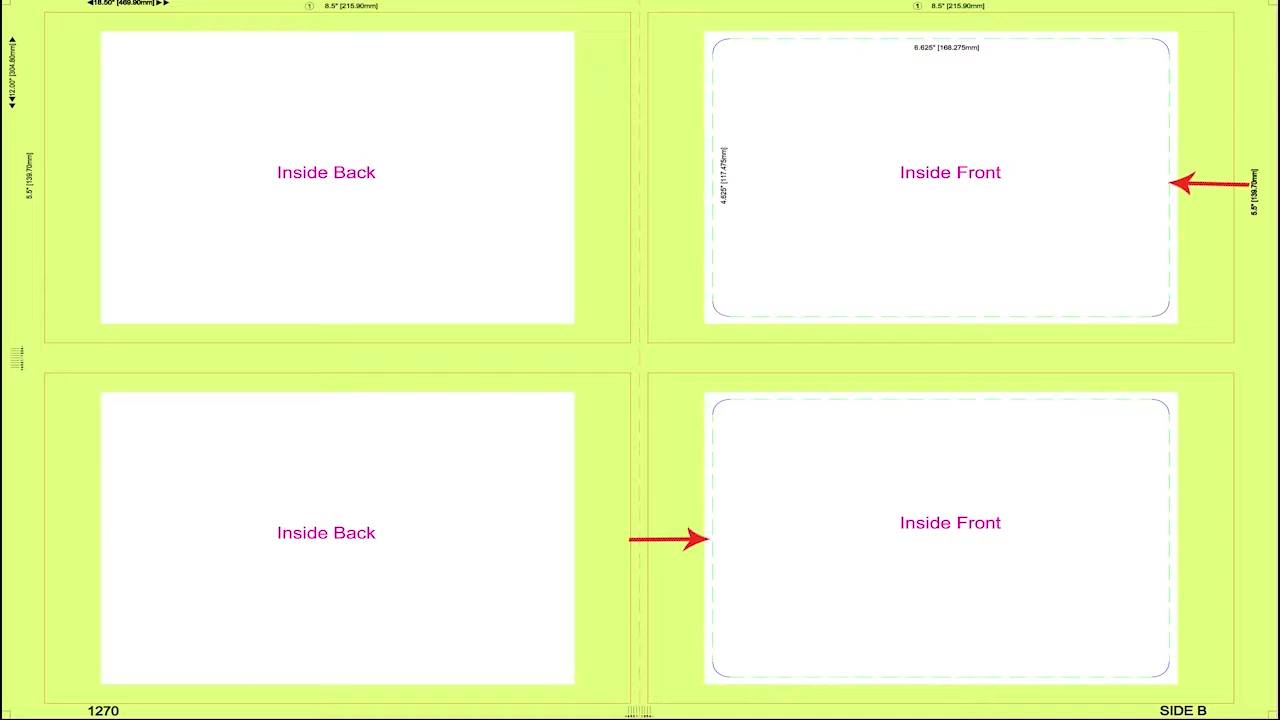 18.50" [469.90mm]
1 8.5" [215.90mm]
1 8.5" [215.90mm]
12.00" [304.80mm]
6.625" [168.275mm]
5.5" [139.70mm]
Inside Back
4.625" [117.475mm]
Inside Front
5.5" [139.70mm]
Inside Back
Inside Front
1270
SIDE B